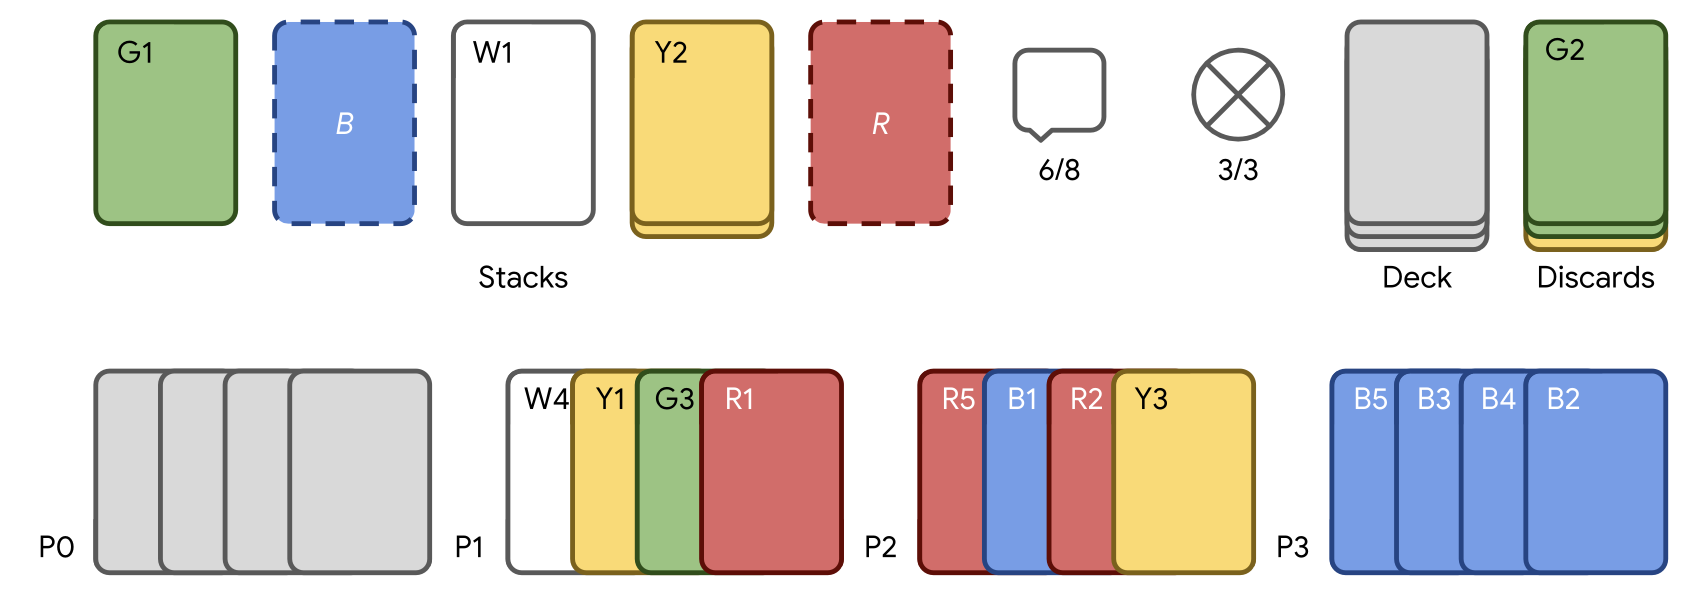 G1
B
W1
Y2
R
6/8
3/3
G2
Stacks
Deck
Discards
P0
P1
W4 Y1 G3 R1
P2
R5 B1 R2 Y3
P3
B5 B3 B4 B2